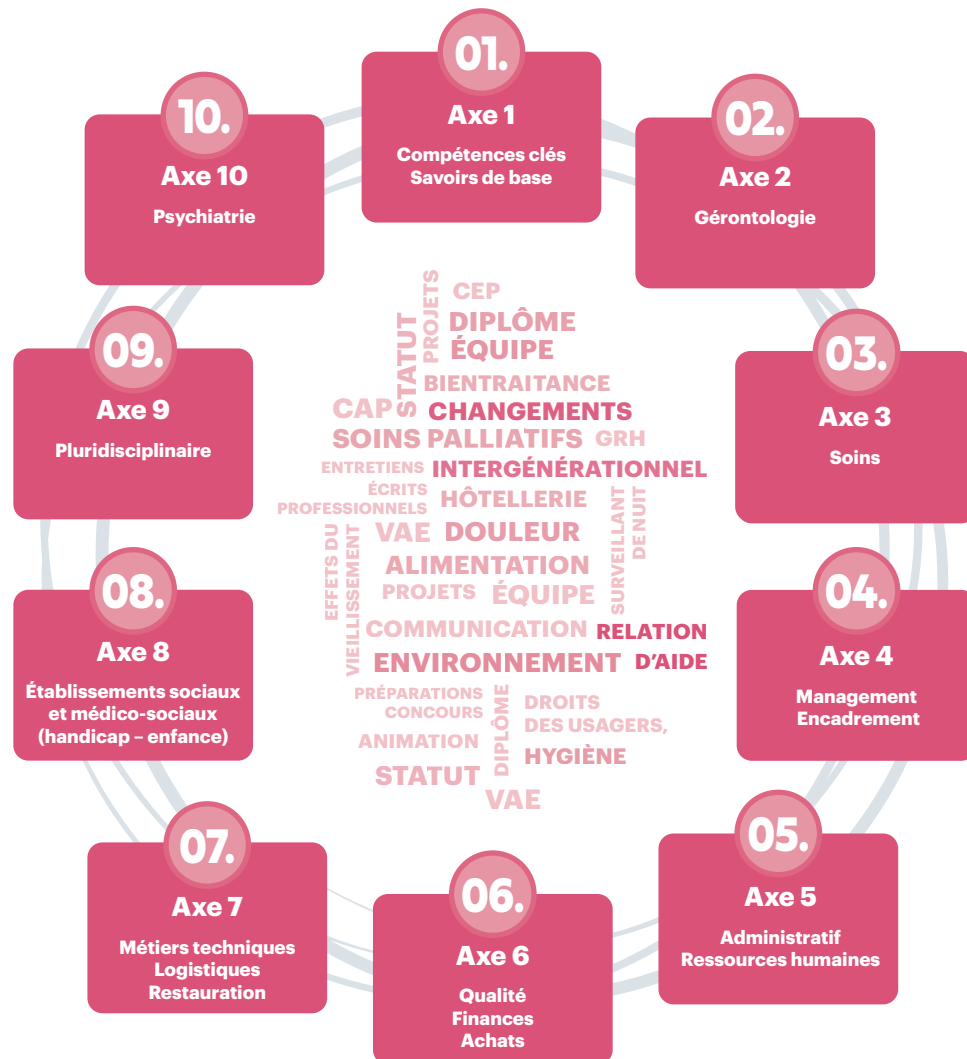 01.
Axe 1
Compétences clés
Savoirs de base
02.
Axe 2
Gérontologie
03.
Axe 3
Soins
04.
Axe 4
Management
Encadrement
05.
Axe 5
Administratif
Ressources humaines
06.
Axe 6
Qualité
Finances
Achats
07.
Axe 7
Métiers techniques
Logistiques
Restauration
08.
Axe 8
Établissements sociaux
et médico-sociaux
(handicap – enfance)
09.
Axe 9
Pluridisciplinaire
10.
Axe 10
Psychiatrie
STATUT
PROJETS
CEP
DIPLÔME
ÉQUIPE
BIENTRAITANCE
CAP
CHANGEMENTS
SOINS PALLIATIFS
GRH
ENTRETIENS
INTERGÉNÉRATIONNEL
ÉCRITS
PROFESSIONNELS
HÔTELLERIE
VAE
DOULEUR
SURVEILLANT
DE NUIT
EFFETS DU
VIEILLISSEMENT
ALIMENTATION
PROJETS
ÉQUIPE
COMMUNICATION
RELATION
D'AIDE
ENVIRONNEMENT
PRÉPARATIONS
CONCOURS
DIPLÔME
DROITS
DES USAGERS,
ANIMATION
HYGIÈNE
STATUT
VAE